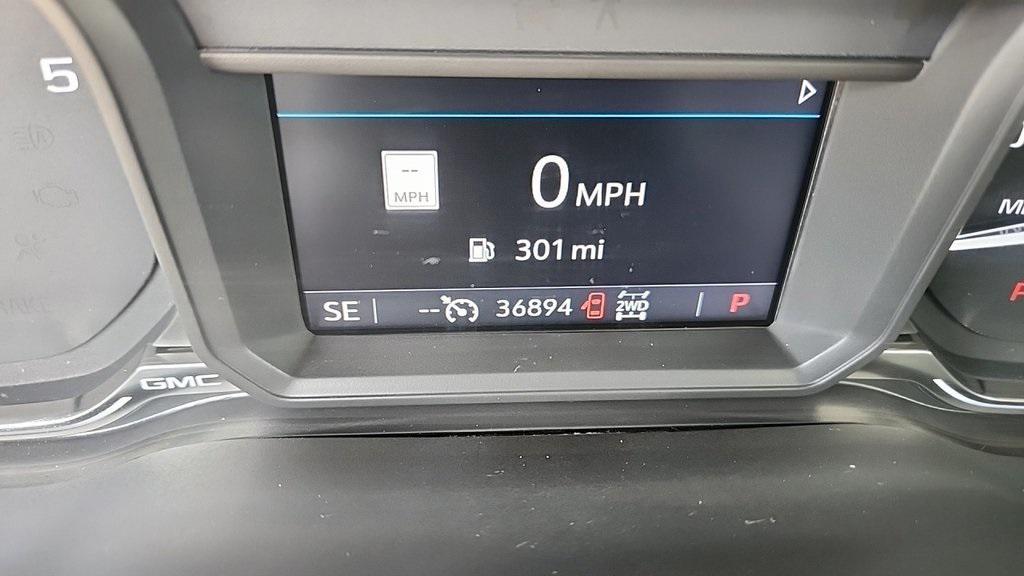 5
--
MPH
0 MPH
301 mi
SE -- 36894 2WD P
GMC